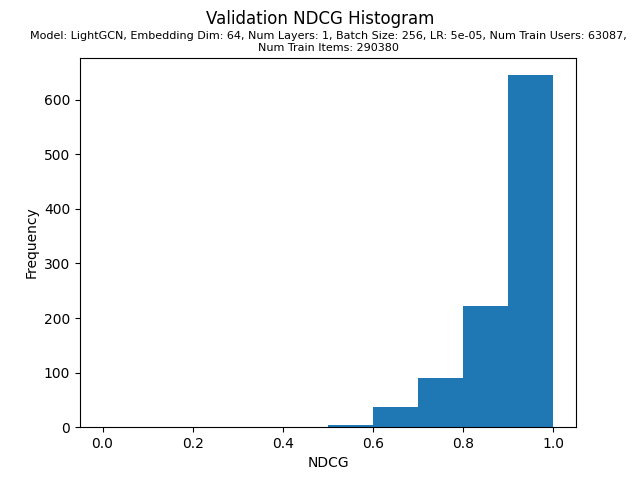 Validation NDCG Histogram
Model: LightGCN, Embedding Dim: 64, Num Layers: 1, Batch Size: 256, LR: 5e-05, Num Train Users: 63087,
Num Train Items: 290380
600
500
400
300
200
100
0
Frequency
0.0 0.2 0.4 0.6 0.8 1.0
NDCG